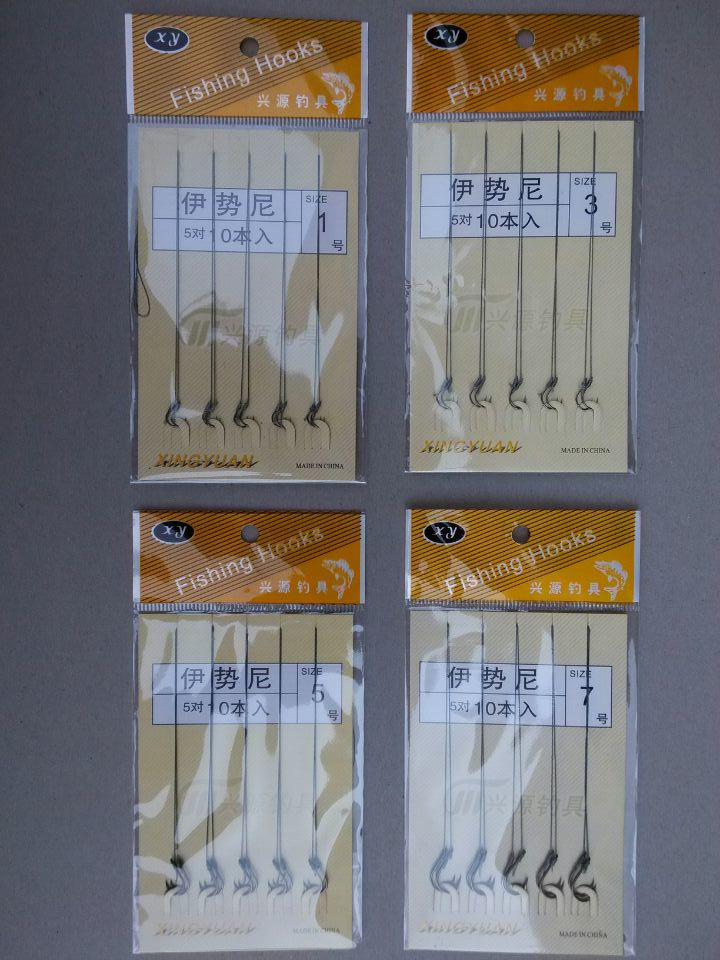 xy
Fishing Hooks
兴源钓具
伊势尼
SIZE
5对 10本入
1
号
兴源钓具
XINGYUAN
MADE IN CHINA
xy
Fishing Hooks
兴源钓具
伊势尼
SIZE
5对 10本入
3
号
兴源钓具
XINGYUAN
MADE IN CHINA
xy
Fishing Hooks
兴源钓具
伊势尼
SIZE
5对 10本入
5
号
兴源钓具
XINGYUAN
MADE IN CHINA
xy
Fishing Hooks
兴源钓具
伊势尼
SIZE
5对 10本入
7
号
兴源钓具
XINGYUAN
MADE IN CHINA